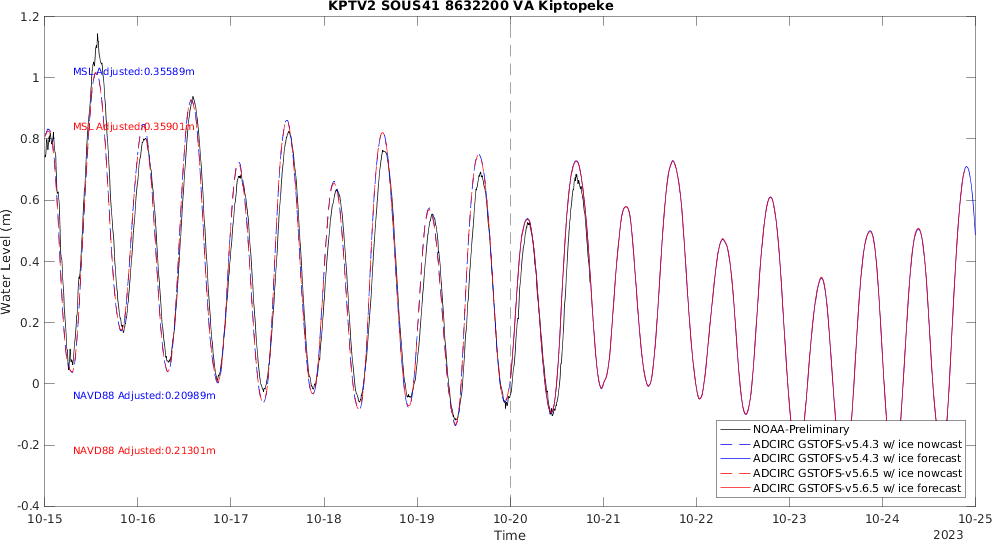 KPTV2 SOUS41 8632200 VA Kiptopeke
1.2
1
0.8
0.6
0.4
0.2
0
-0.2
-0.4
Water Level (m)
MSL Adjusted:0.35589m
MSL Adjusted:0.35901m
NAVD88 Adjusted:0.20989m
NAVD88 Adjusted:0.21301m
NOAA-Preliminary
ADCIRC GSTOFS-v5.4.3 w/ ice nowcast
ADCIRC GSTOFS-v5.4.3 w/ ice forecast
ADCIRC GSTOFS-v5.6.5 w/ ice nowcast
ADCIRC GSTOFS-v5.6.5 w/ ice forecast
10-15 10-16 10-17 10-18 10-19 10-20 10-21 10-22 10-23 10-24 10-25
Time
2023